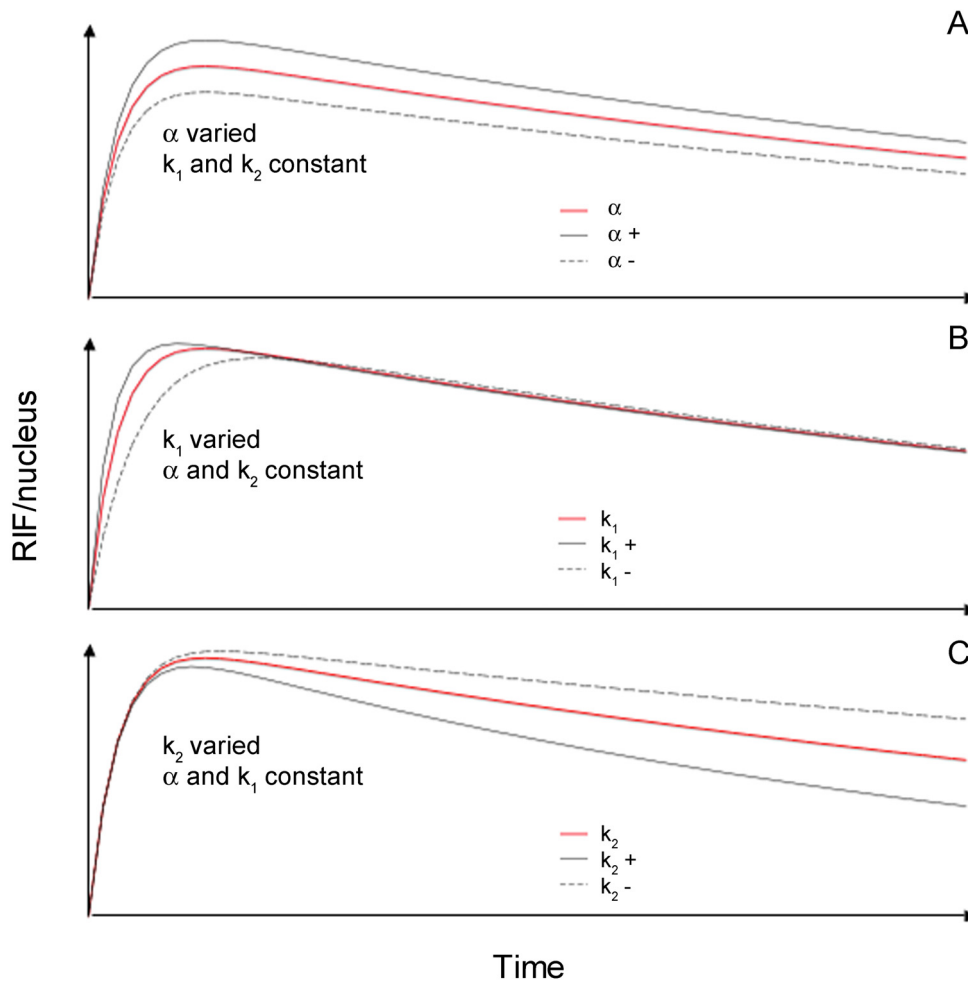 A
α varied
k₁ and k₂ constant
α
α +
α -
B
k₁ varied
α and k₂ constant
k₁
k₁ +
k₁ -
RIF/nucleus
C
k₂ varied
α and k₁ constant
k₂
k₂ +
k₂ -
Time